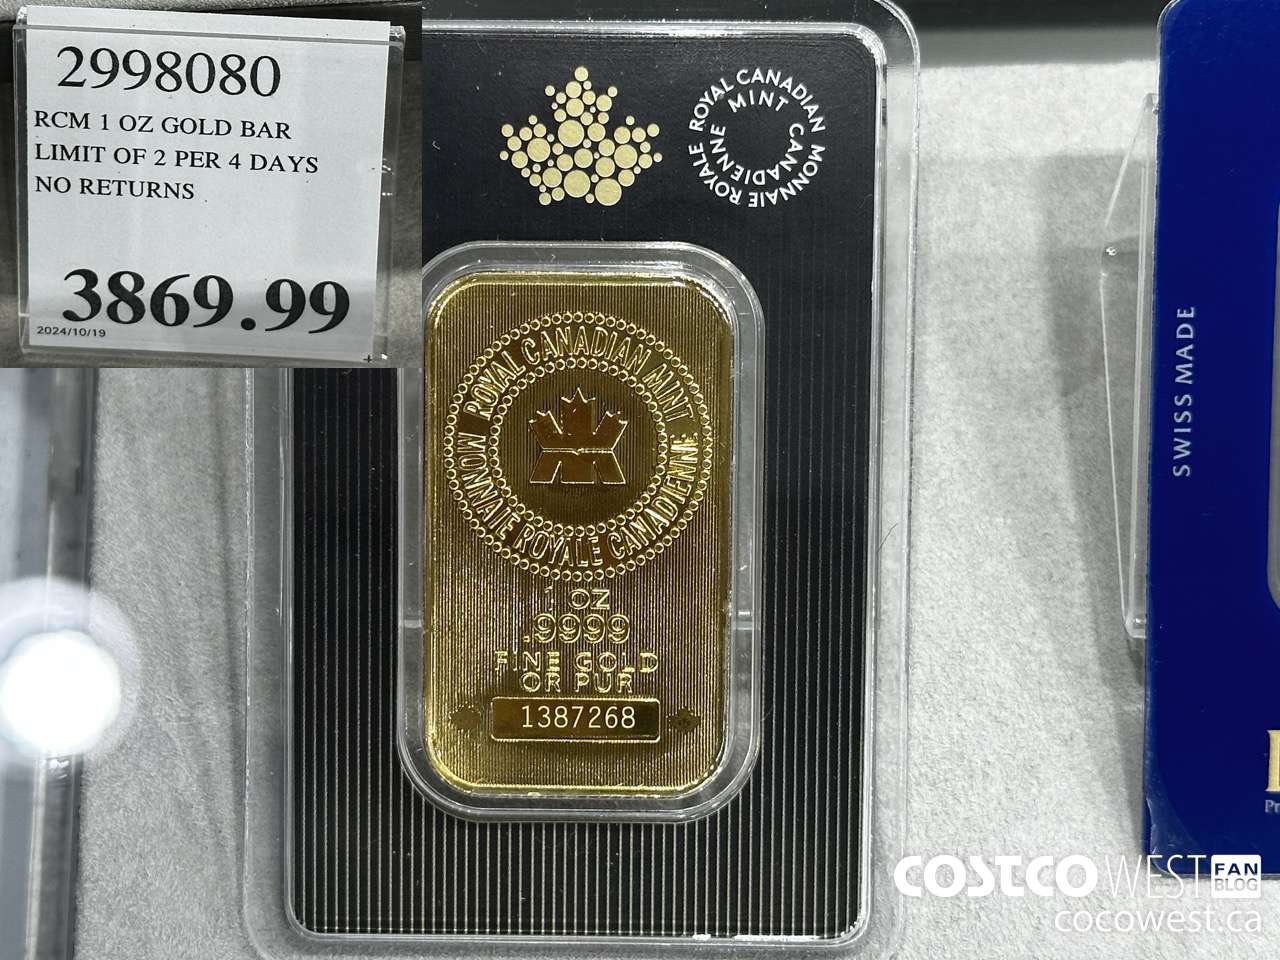 2998080
RCM 1 OZ GOLD BAR
LIMIT OF 2 PER 4 DAYS
NO RETURNS
3869.99
2024/10/19
ROYAL CANADIAN MINT
MONNAIE ROYALE CANADIENNE
ROYAL CANADIAN MINT
MONNAIE ROYALE CANADIENNE
1 OZ
.9999
FINE GOLD
OR PUR
1387268
SWISS MADE
COSTCO WEST FAN BLOG
cocowest.ca